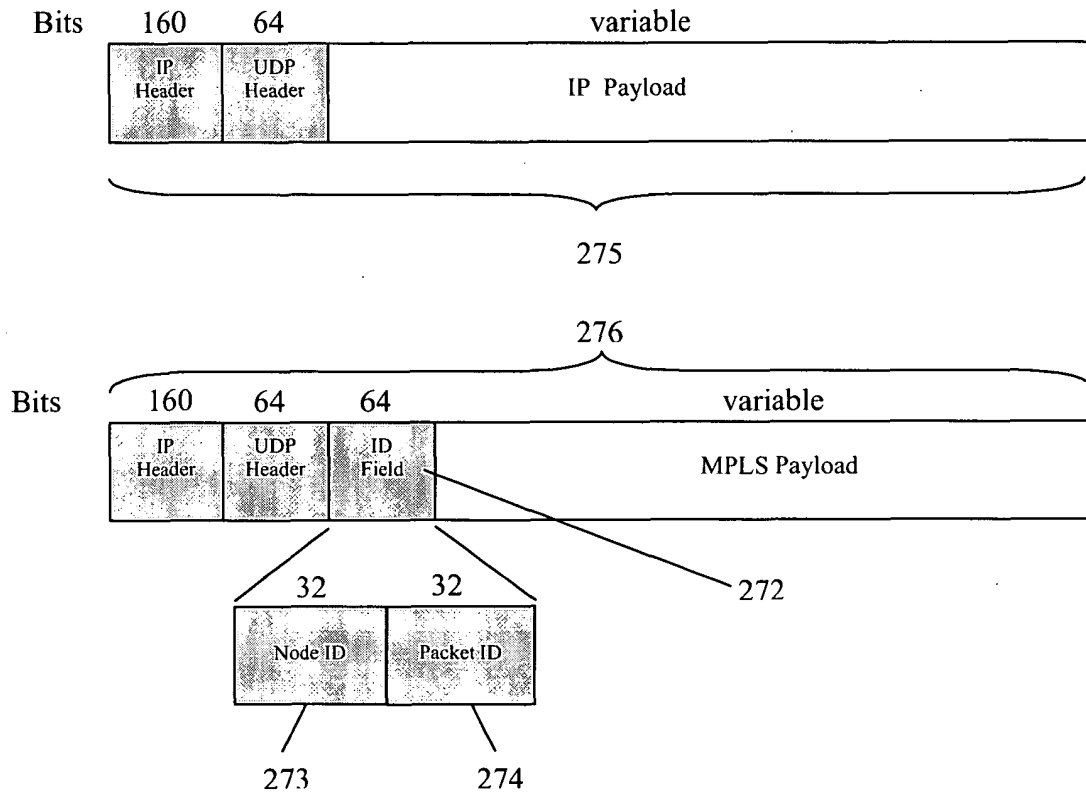 Bits 160 64 variable
IP Header UDP Header IP Payload
275
276
Bits 160 64 64 variable
IP Header UDP Header ID Field MPLS Payload
272
32 32
Node ID Packet ID
273 274